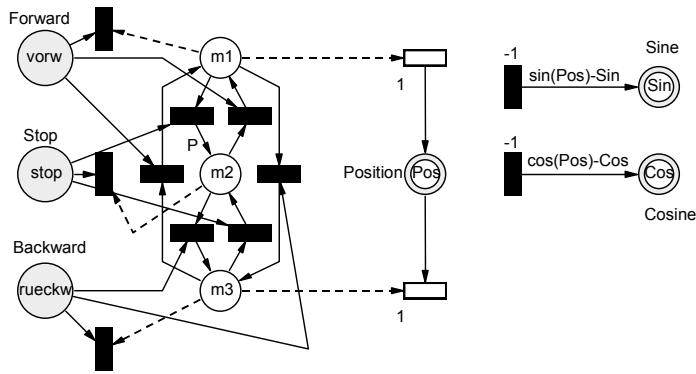 Forward
vorw
m1
1
-1
sin(Pos)-Sin
Sine
Sin
Stop
stop
P
m2
Position
Pos
-1
cos(Pos)-Cos
Cos
Cosine
Backward
rueckw
m3
1